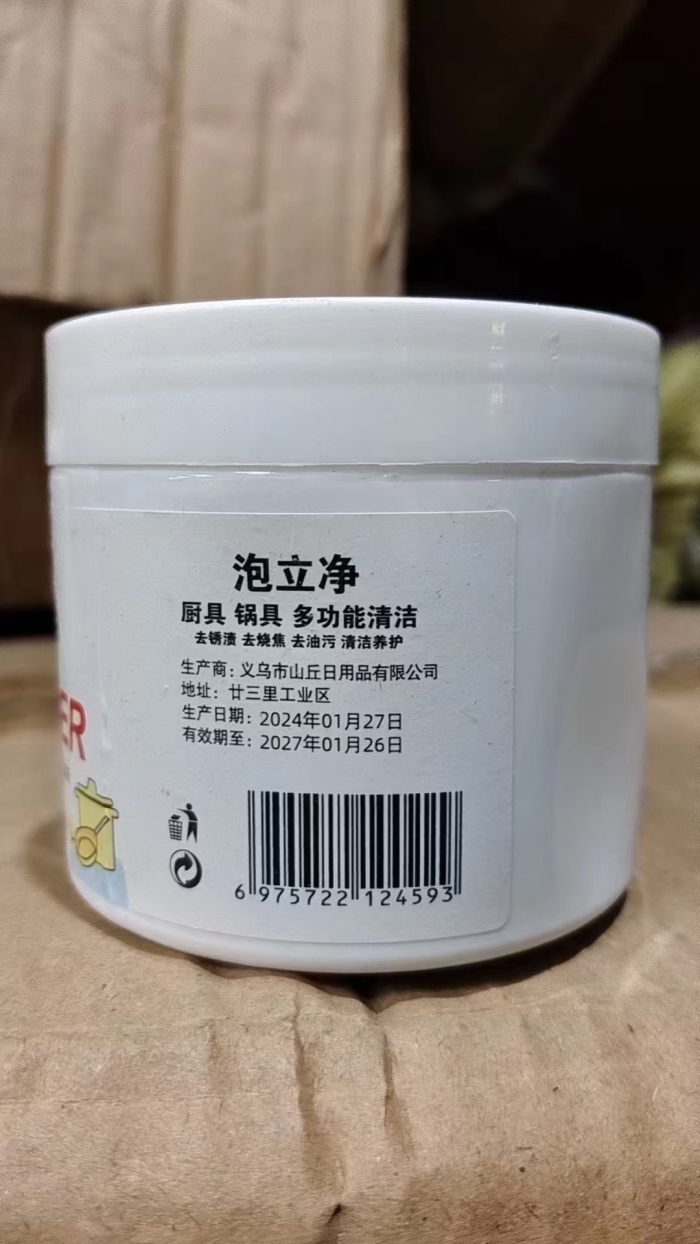 泡立净
厨具 锅具 多功能清洁
去锈渍 去烧焦 去油污 清洁养护
生产商：义乌市山丘日用品有限公司
地址：廿三里工业区
生产日期：2024年01月27日
有效期至：2027年01月26日
ER
6 975722 124593